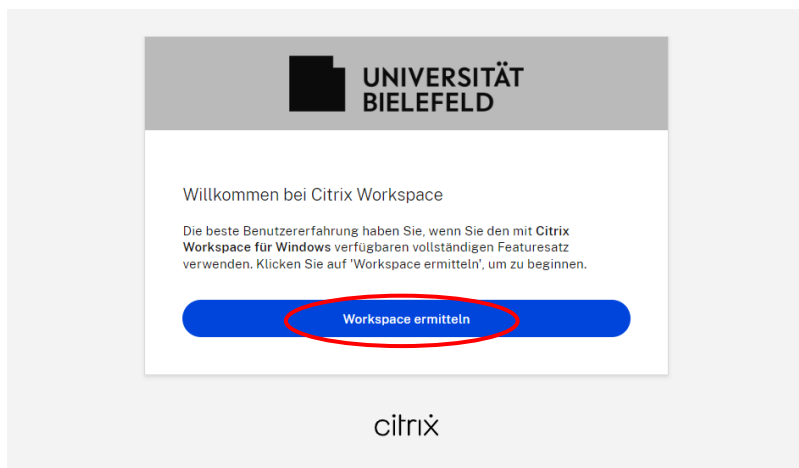 UNIVERSITÄT
BIELEFELD
Willkommen bei Citrix Workspace
Die beste Benutzererfahrung haben Sie, wenn Sie den mit Citrix
Workspace für Windows verfügbaren vollständigen Featuresatz
verwenden. Klicken Sie auf 'Workspace ermitteln', um zu beginnen.
Workspace ermitteln
citrix